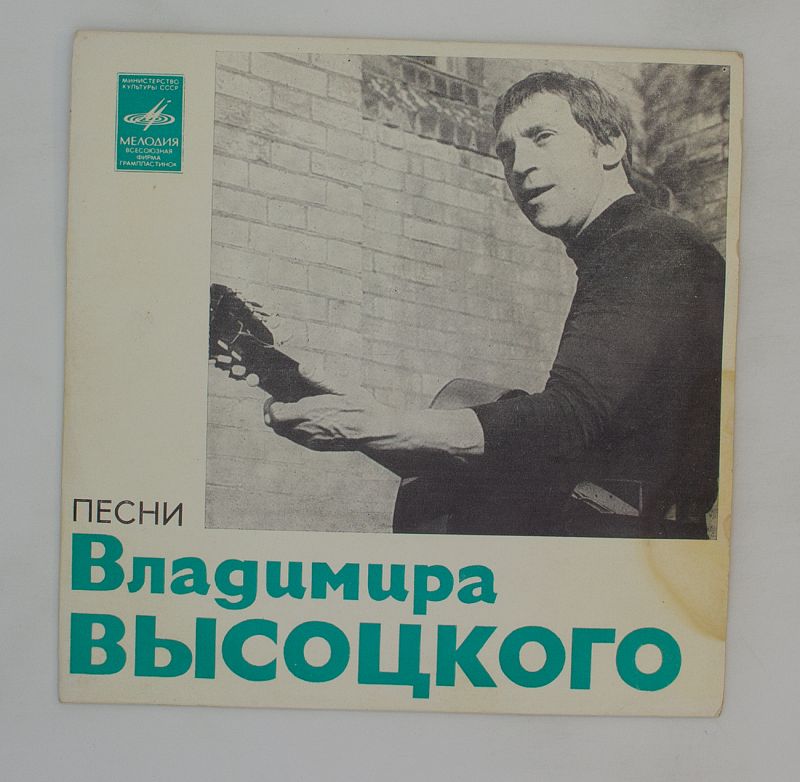 МИНИСТЕРСТВО
КУЛЬТУРЫ СССР
МЕЛОДИЯ
ВСЕСОЮЗНАЯ
ФИРМА
ГРАМПЛАСТИНОК
ПЕСНИ
Владимира
ВЫСОЦКОГО